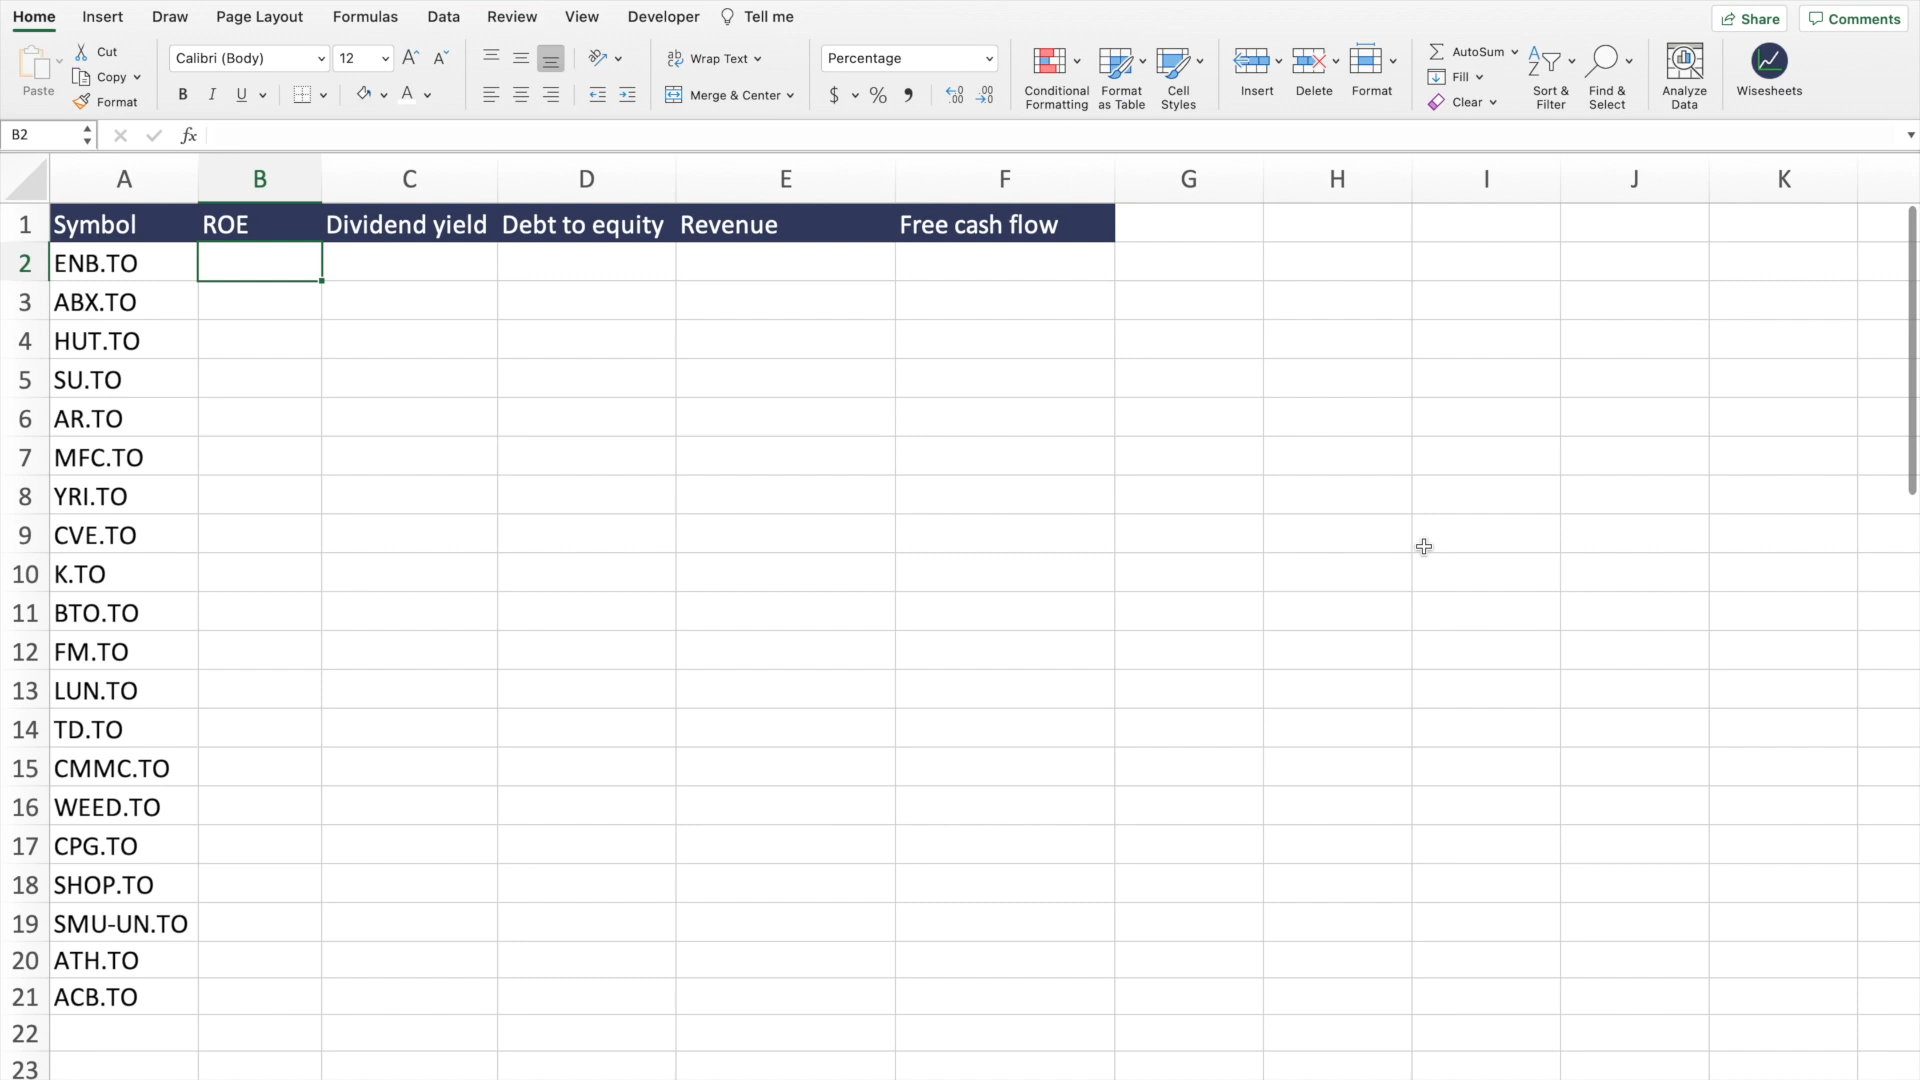 Home Insert Draw Page Layout Formulas Data Review View Developer Tell me Share Comments
Paste Cut Copy Format
Calibri (Body) 12
B I U A
Wrap Text
Merge & Center
Percentage
$ %
Conditional Formatting
Format as Table
Cell Styles
Insert Delete Format
AutoSum
Fill
Clear
Sort & Filter
Find & Select
Analyze Data
Wisesheets
B2 fx
A B C D E F G H I J K
1 Symbol ROE Dividend yield Debt to equity Revenue Free cash flow
2 ENB.TO
3 ABX.TO
4 HUT.TO
5 SU.TO
6 AR.TO
7 MFC.TO
8 YRI.TO
9 CVE.TO
10 K.TO
11 BTO.TO
12 FM.TO
13 LUN.TO
14 TD.TO
15 CMMC.TO
16 WEED.TO
17 CPG.TO
18 SHOP.TO
19 SMU-UN.TO
20 ATH.TO
21 ACB.TO
22
23